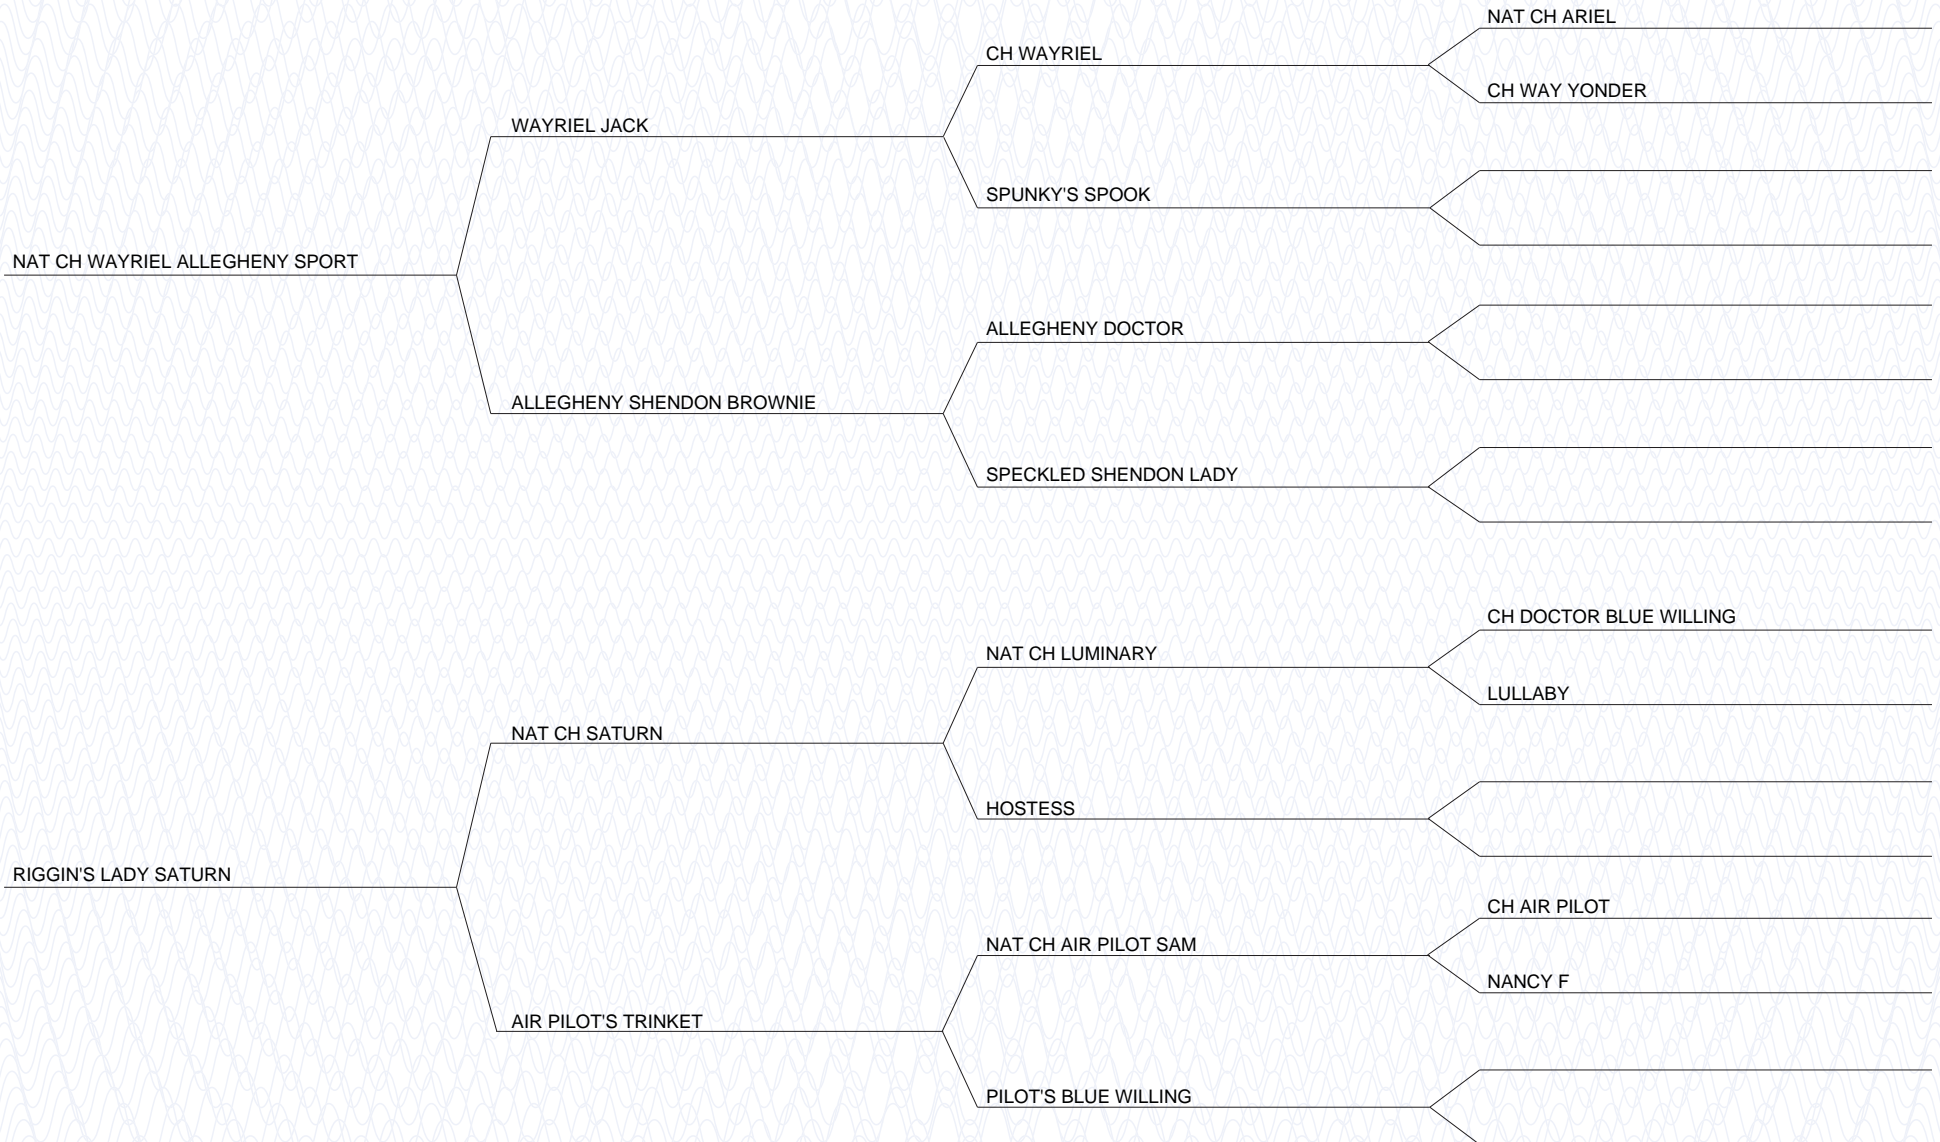 NAT CH ARIEL
CH WAYRIEL
CH WAY YONDER
WAYRIEL JACK
SPUNKY'S SPOOK
NAT CH WAYRIEL ALLEGHENY SPORT
ALLEGHENY DOCTOR
ALLEGHENY SHENDON BROWNIE
SPECKLED SHENDON LADY
CH DOCTOR BLUE WILLING
NAT CH LUMINARY
LULLABY
NAT CH SATURN
HOSTESS
RIGGIN'S LADY SATURN
CH AIR PILOT
NAT CH AIR PILOT SAM
NANCY F
AIR PILOT'S TRINKET
PILOT'S BLUE WILLING